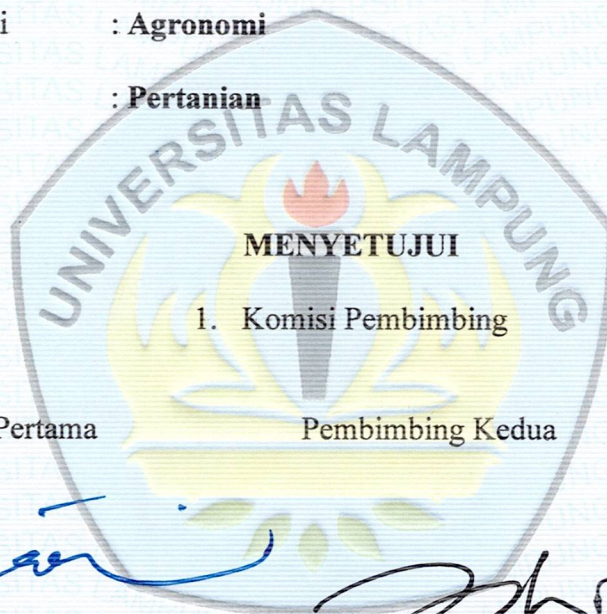 i : Agronomi
: Pertanian
UNIVERSITAS LAMPUNG
MENYETUJUI
1. Komisi Pembimbing
Pertama Pembimbing Kedua